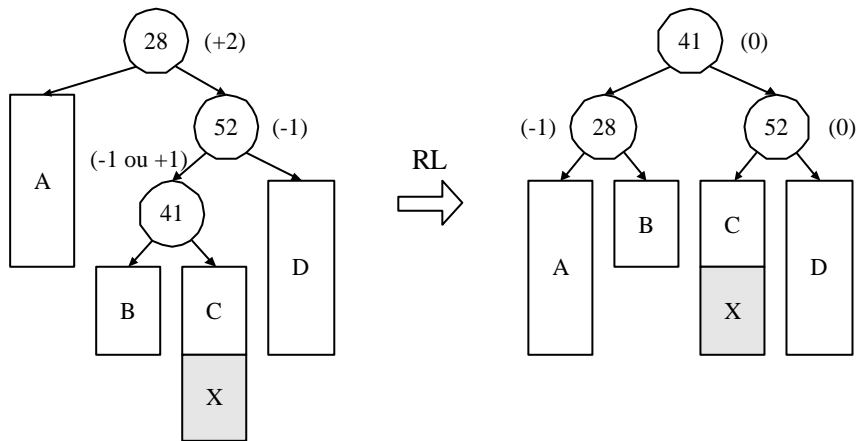 28 (+2)
41 (0)
52 (-1)
(-1) 28
52 (0)
(-1 ou +1)
RL
A
41
B
C
D
A
B
C
D
X
X